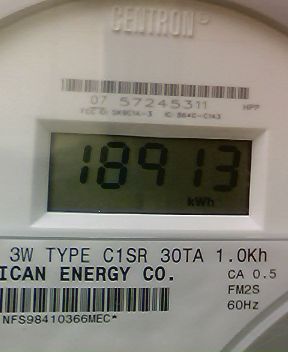 CENTRON®
07 57245311 HPP
18913
kWh
3W TYPE C1SR 30TA 1.0Kh
ICAN ENERGY CO. CA 0.5
FM2S
60Hz
NFS98410366MEC*